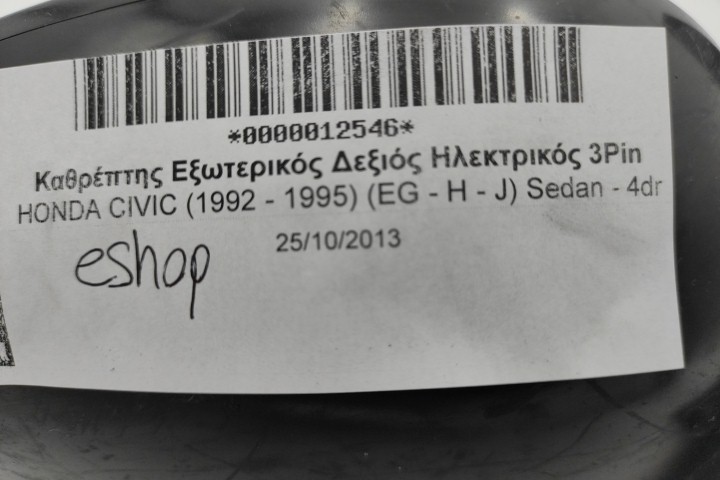 *0000012546*
Καθρέπτης Εξωτερικός Δεξιός Ηλεκτρικός 3Pin
HONDA CIVIC (1992 - 1995) (EG - H - J) Sedan - 4dr
25/10/2013
eshop